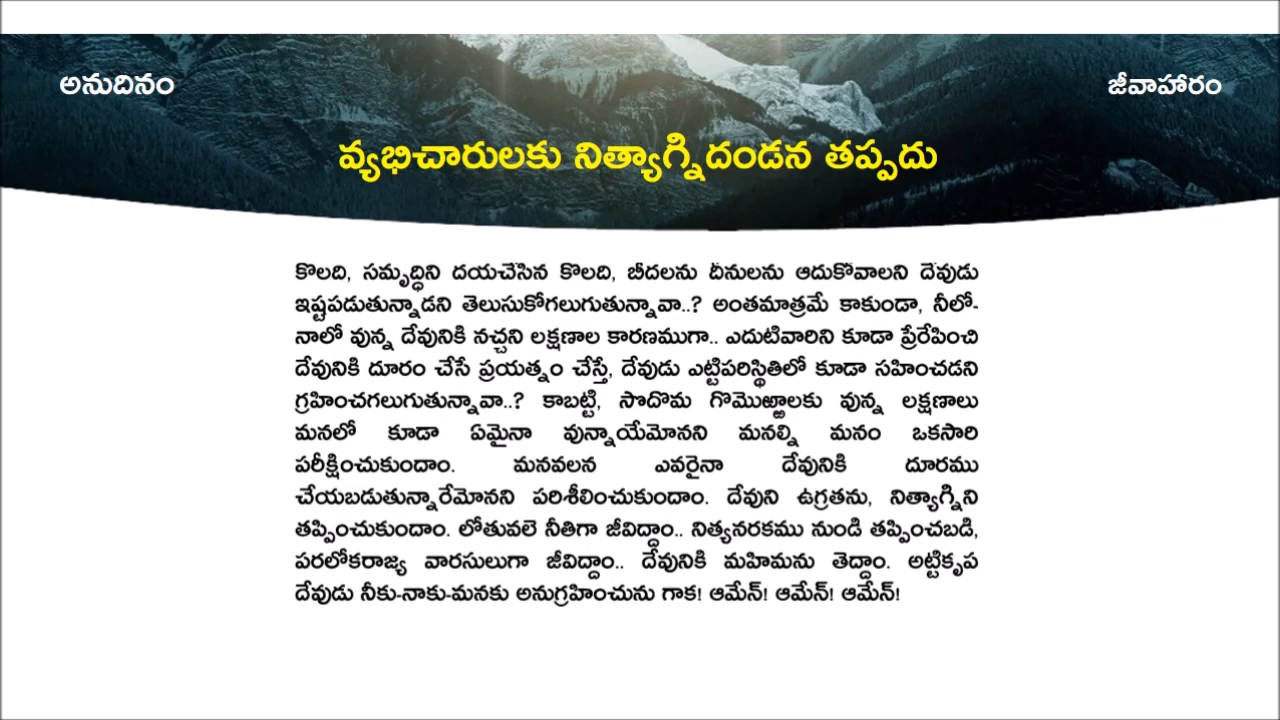 అనుదినం
జీవాహారం
వ్యభిచారులకు నిత్యాగ్నిదండన తప్పదు
కొలది, సమృద్ధిని దయచేసిన కొలది, బీదలను దీనులను ఆదుకోవాలని దేవుడు
ఇష్టపడుతున్నాడని తెలుసుకోగలుగుతున్నావా..? అంతమాత్రమే కాకుండా, నీలో-
నాలో వున్న దేవునికి నచ్చని లక్షణాల కారణముగా.. ఎదుటివారిని కూడా ప్రేరేపించి
దేవునికి దూరం చేసే ప్రయత్నం చేస్తే, దేవుడు ఎట్టిపరిస్థితిలో కూడా సహించడని
గ్రహించగలుగుతున్నావా..? కాబట్టి, సొదొమ గొమొఱ్ఱాలకు వున్న లక్షణాలు
మనలో కూడా ఏమైనా వున్నాయేమోనని మనల్ని మనం ఒకసారి
పరీక్షించుకుందాం. మనవలన ఎవరైనా దేవునికి దూరము
చేయబడుతున్నారేమోనని పరిశీలించుకుందాం. దేవుని ఉగ్రతను, నిత్యాగ్నిని
తప్పించుకుందాం. లోతువలె నీతిగా జీవిద్దాం.. నిత్యనరకము నుండి తప్పించబడి,
పరలోకరాజ్య వారసులుగా జీవిద్దాం.. దేవునికి మహిమను తెద్దాం. అట్టికృప
దేవుడు నీకు-నాకు-మనకు అనుగ్రహించును గాక! ఆమేన్! ఆమేన్! ఆమేన్!